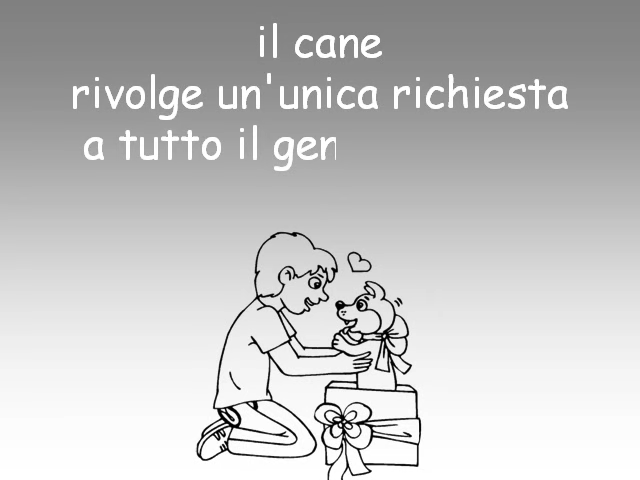 il cane
rivolge un'unica richiesta
a tutto il gen